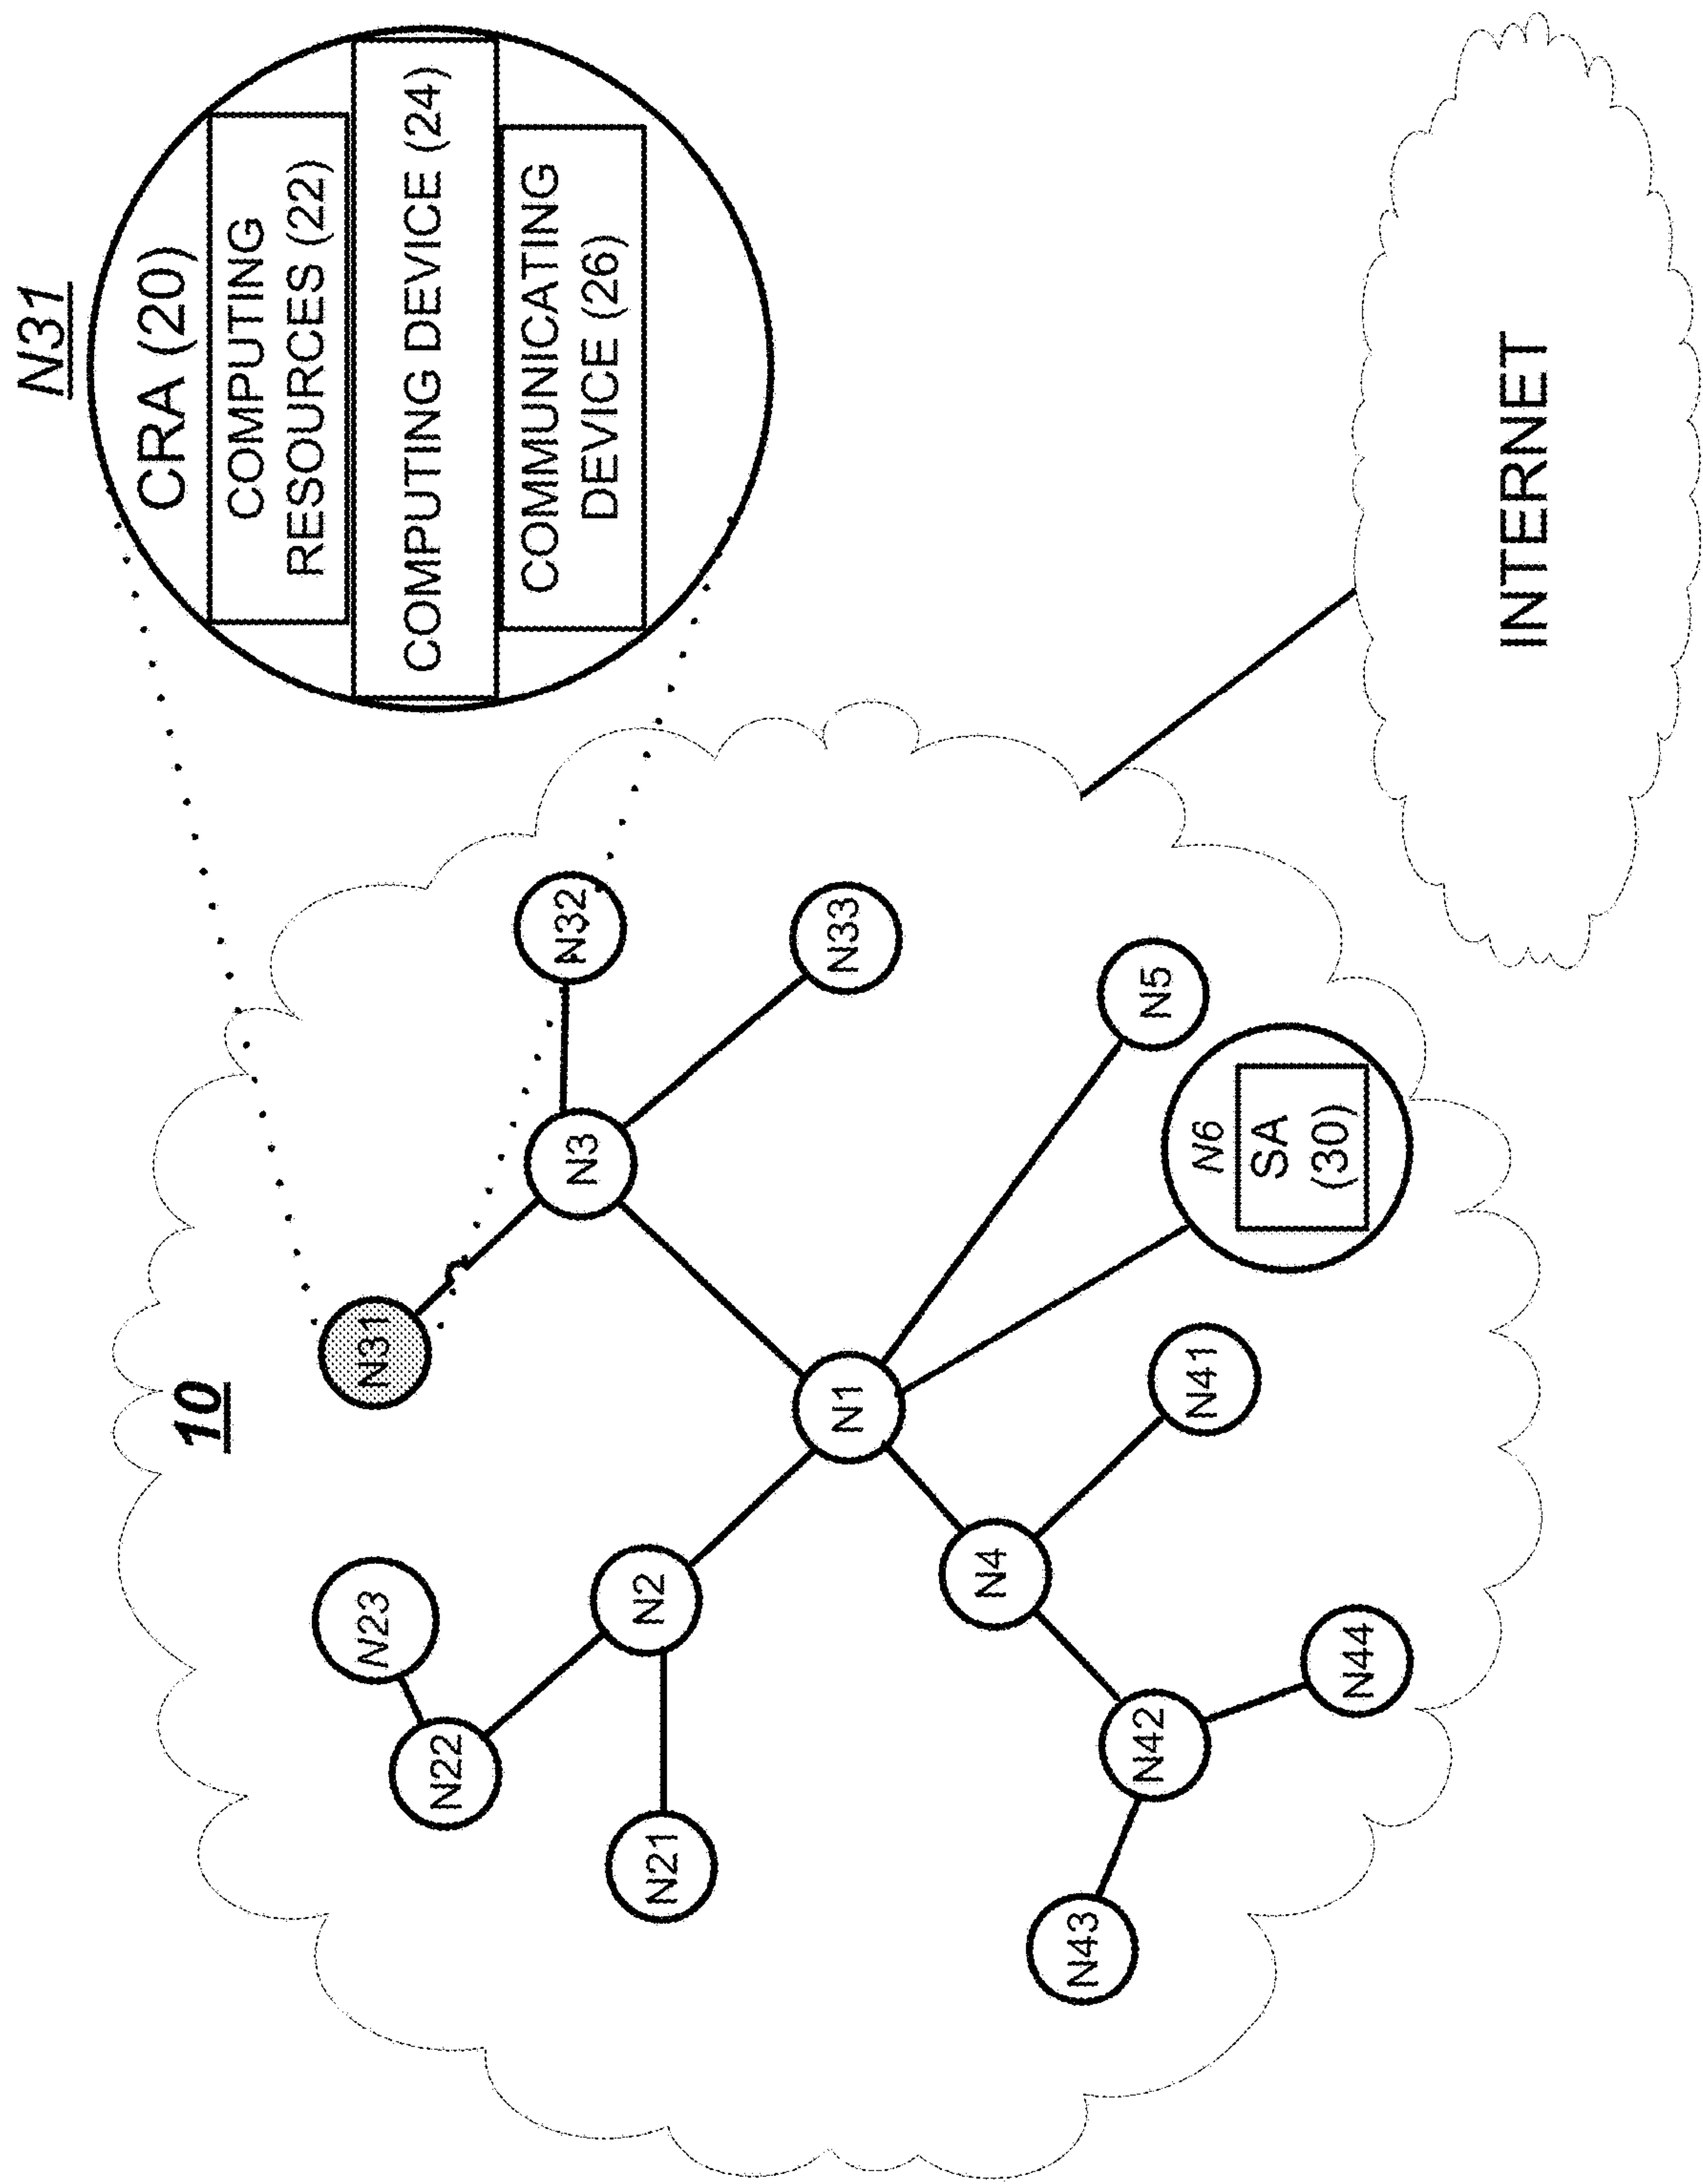 N31
CRA (20)
COMPUTING
RESOURCES (22)
COMPUTING DEVICE (24)
COMMUNICATING
DEVICE (26)
10
N31
N32
N33
N3
N23
N22
N2
N21
N1
N5
N6
SA
(30)
N4
N41
N42
N43
N44
INTERNET